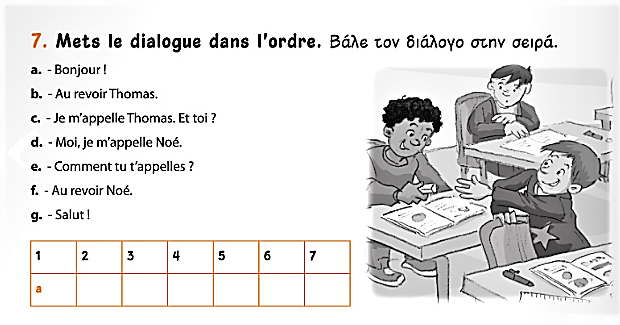 7. Mets le dialogue dans l'ordre. Βάλε τον διάλογο στην σειρά.
a. - Bonjour !
b. - Au revoir Thomas.
c. - Je m'appelle Thomas. Et toi ?
d. - Moi, je m'appelle Noé.
e. - Comment tu t'appelles ?
f. - Au revoir Noé.
g. - Salut !
1 2 3 4 5 6 7
a